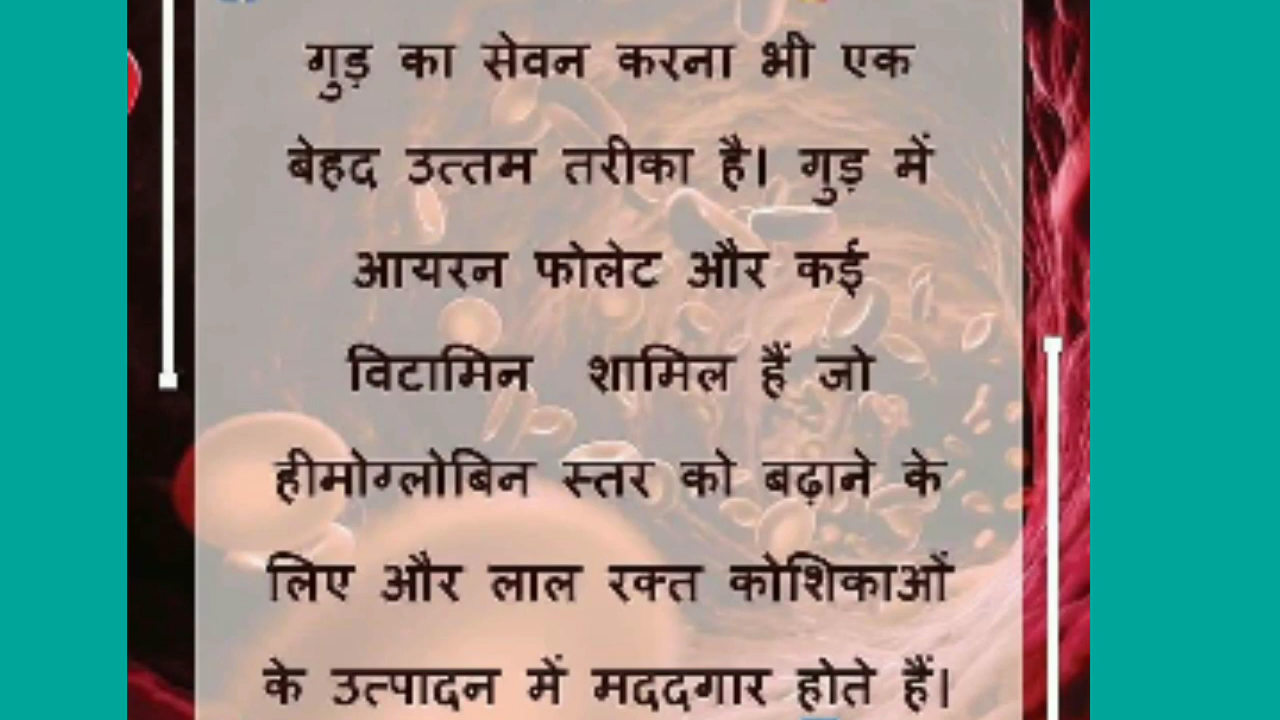 गुड़ का सेवन करना भी एक
बेहद उत्तम तरीका है। गुड़ में
आयरन फोलेट और कई
विटामिन शामिल हैं जो
हीमोग्लोबिन स्तर को बढ़ाने के
लिए और लाल रक्त कोशिकाओं
के उत्पादन में मददगार होते हैं।